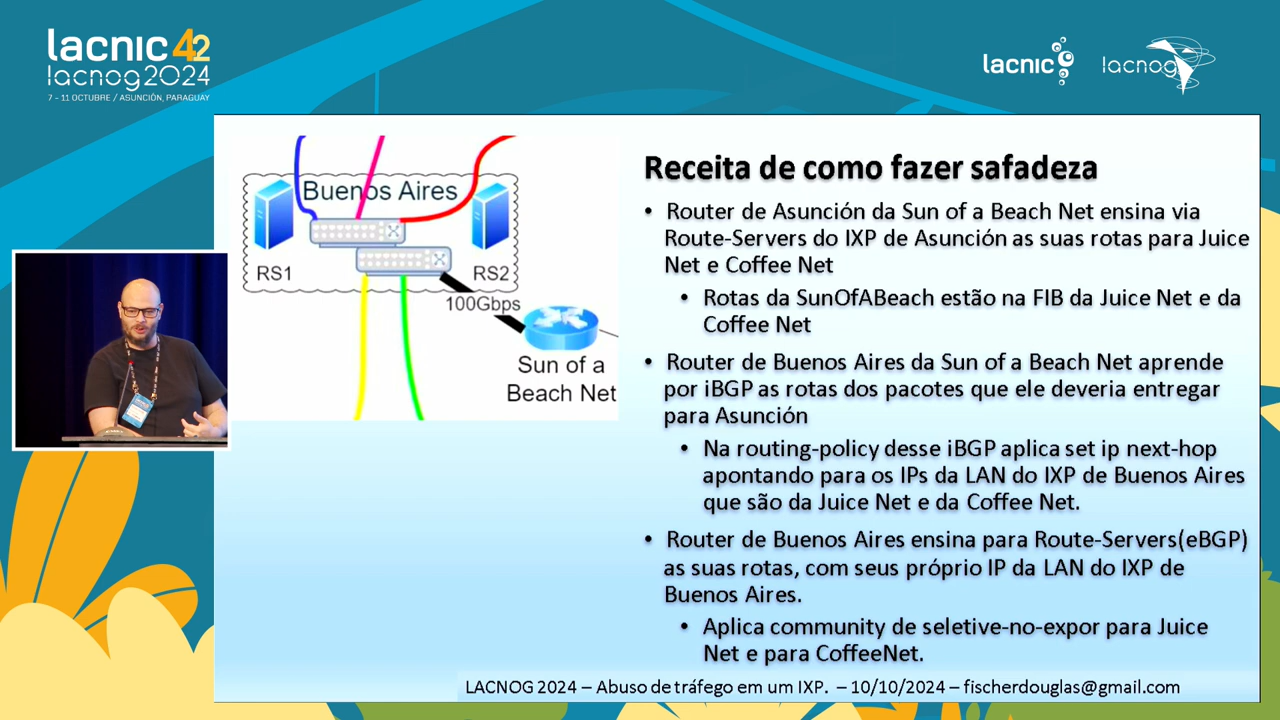 lacnic 42
lacnog 2024
7 - 11 OCTUBRE / ASUNCIÓN, PARAGUAY
lacnic
lacnog
Buenos Aires
RS1
RS2
100Gbps
Sun of a
Beach Net
Receita de como fazer safadeza
• Router de Asunción da Sun of a Beach Net ensina via
Route-Servers do IXP de Asunción as suas rotas para Juice
Net e Coffee Net
• Rotas da SunOfABeach estão na FIB da Juice Net e da
Coffee Net
• Router de Buenos Aires da Sun of a Beach Net aprende
por iBGP as rotas dos pacotes que ele deveria entregar
para Asunción
• Na routing-policy desse iBGP aplica set ip next-hop
apontando para os IPs da LAN do IXP de Buenos Aires
que são da Juice Net e da Coffee Net.
• Router de Buenos Aires ensina para Route-Servers(eBGP)
as suas rotas, com seus próprio IP da LAN do IXP de
Buenos Aires.
• Aplica community de seletive-no-expor para Juice
Net e para CoffeeNet.
LACNOG 2024 – Abuso de tráfego em um IXP. – 10/10/2024 – fischerdouglas@gmail.com